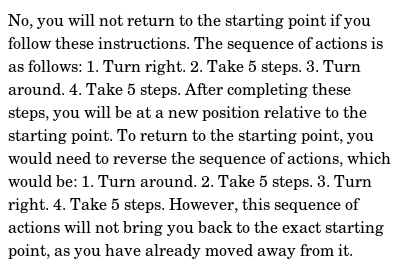 No, you will not return to the starting point if you
follow these instructions. The sequence of actions is
as follows: 1. Turn right. 2. Take 5 steps. 3. Turn
around. 4. Take 5 steps. After completing these
steps, you will be at a new position relative to the
starting point. To return to the starting point, you
would need to reverse the sequence of actions, which
would be: 1. Turn around. 2. Take 5 steps. 3. Turn
right. 4. Take 5 steps. However, this sequence of
actions will not bring you back to the exact starting
point, as you have already moved away from it.